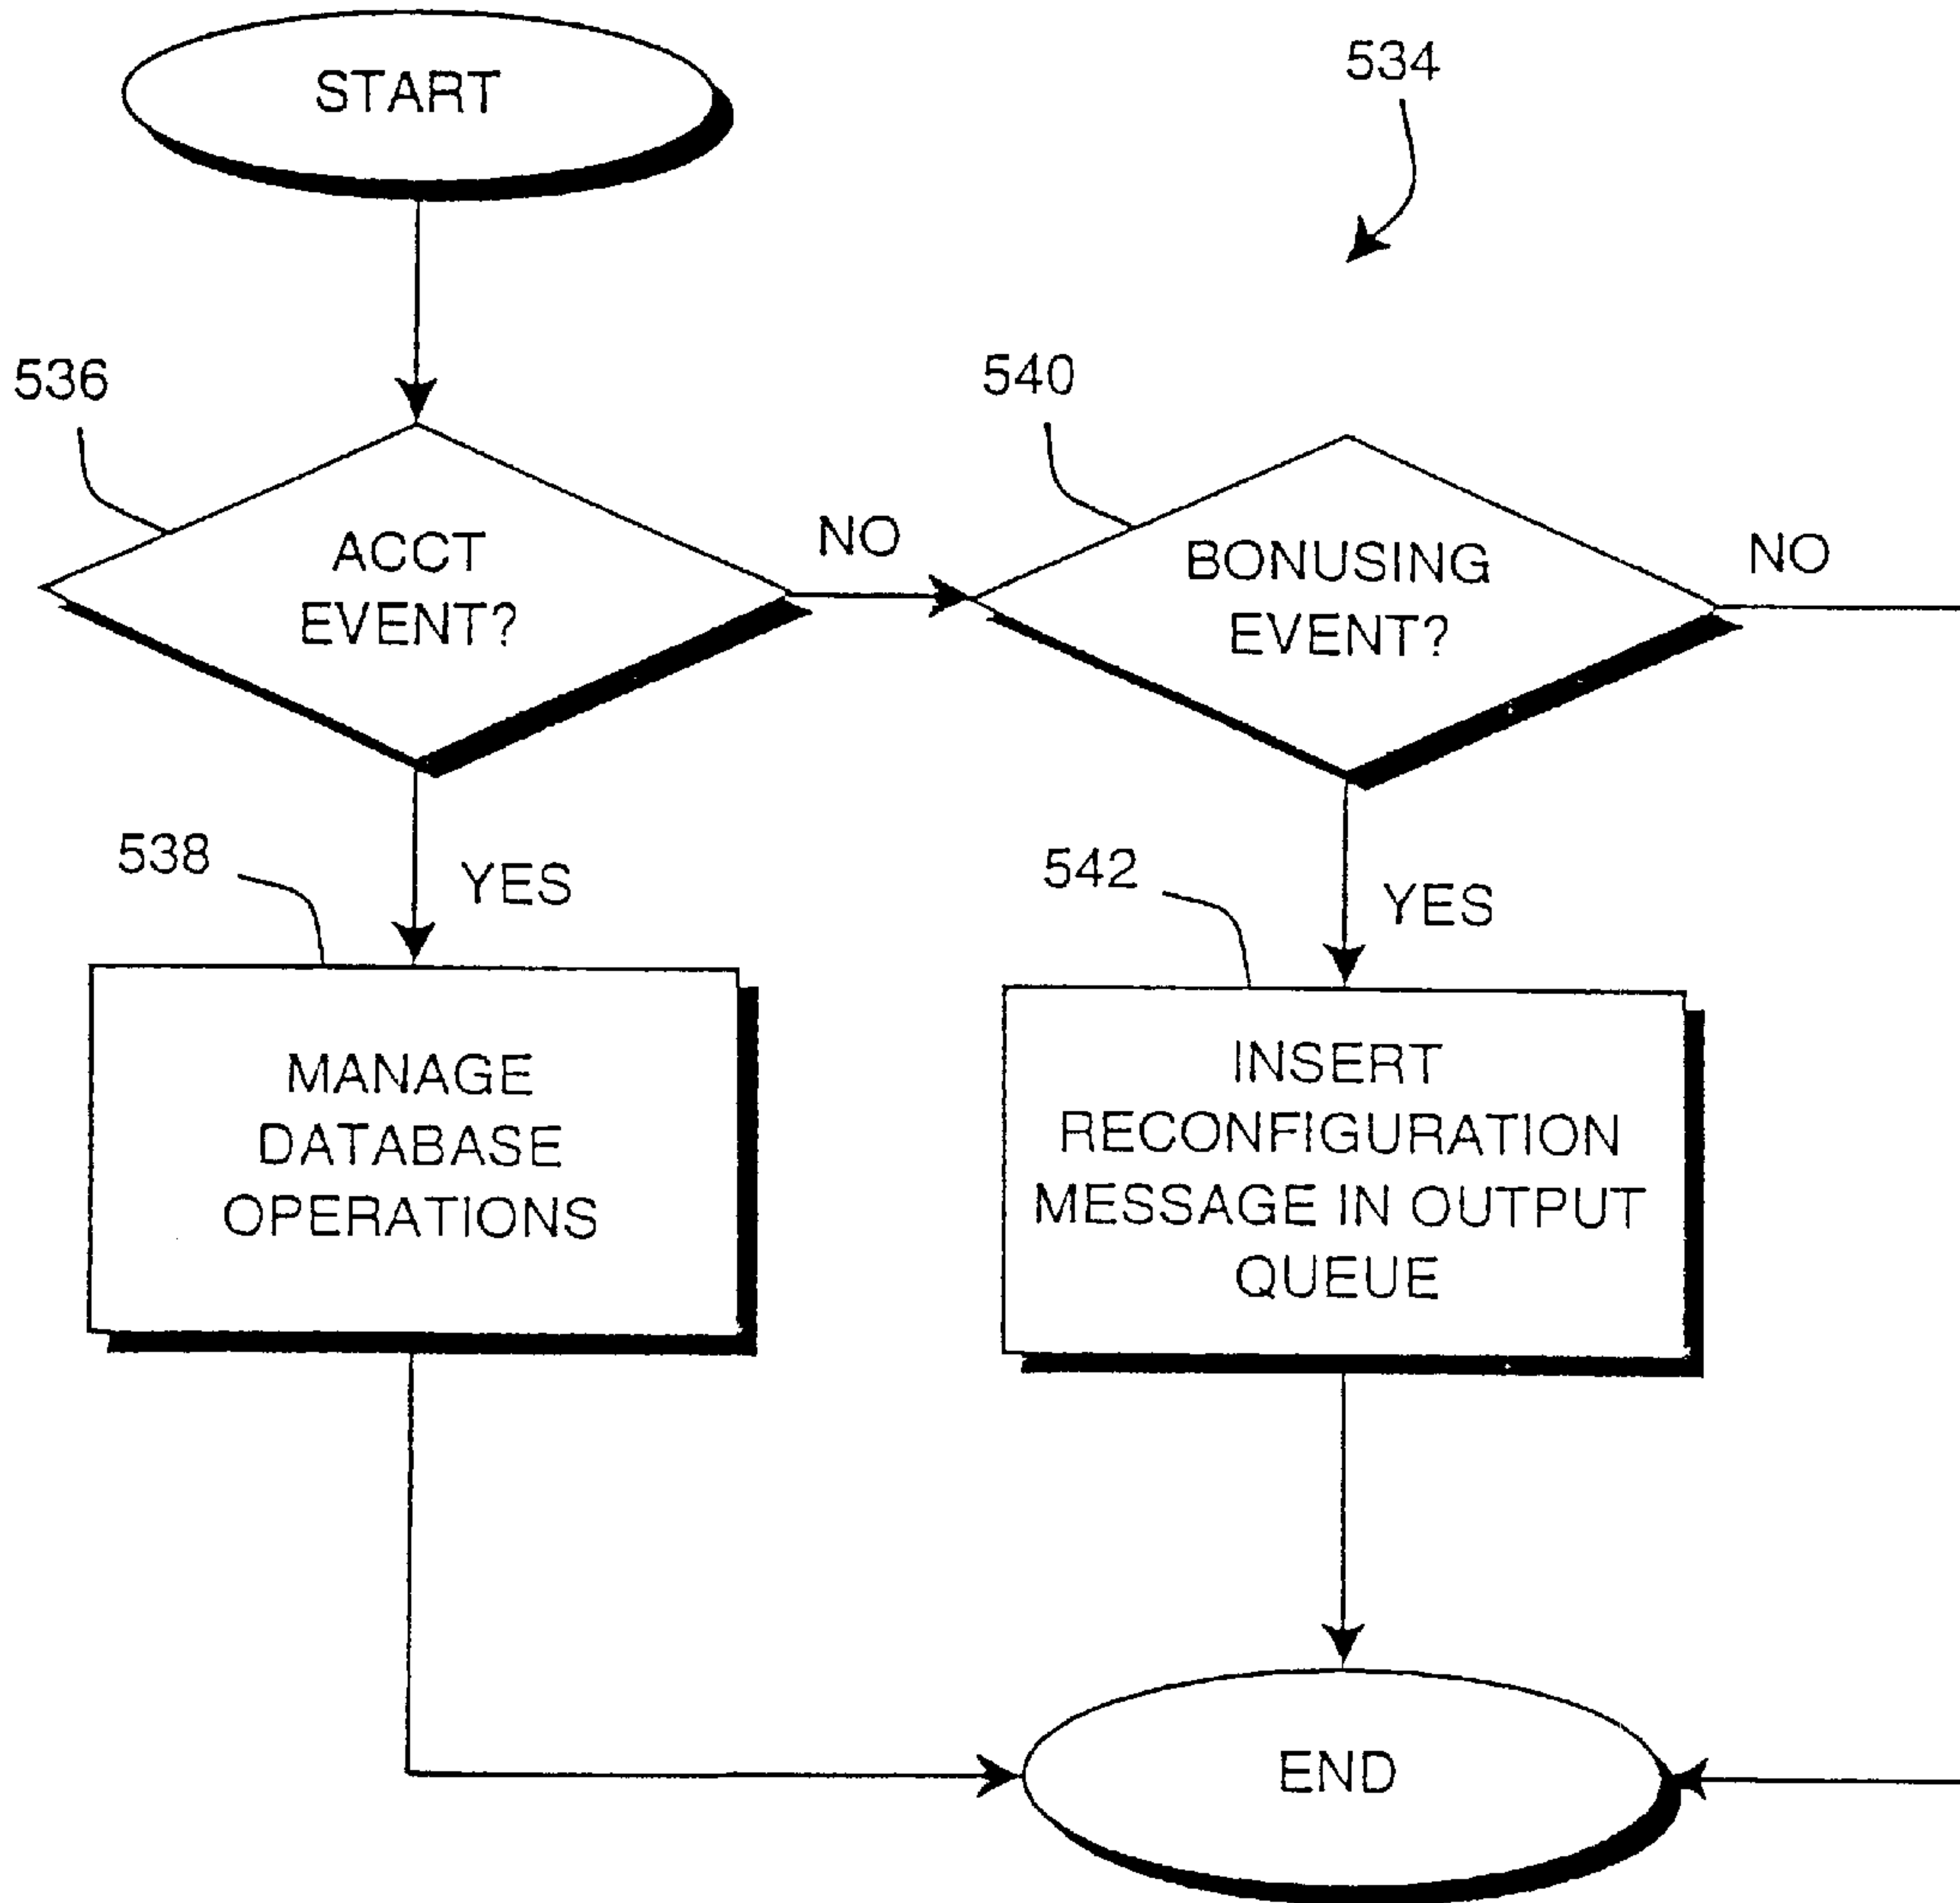 START
534
536
ACCT
EVENT?
NO
540
BONUSING
EVENT?
NO
538
YES
542
YES
MANAGE
DATABASE
OPERATIONS
INSERT
RECONFIGURATION
MESSAGE IN OUTPUT
QUEUE
END